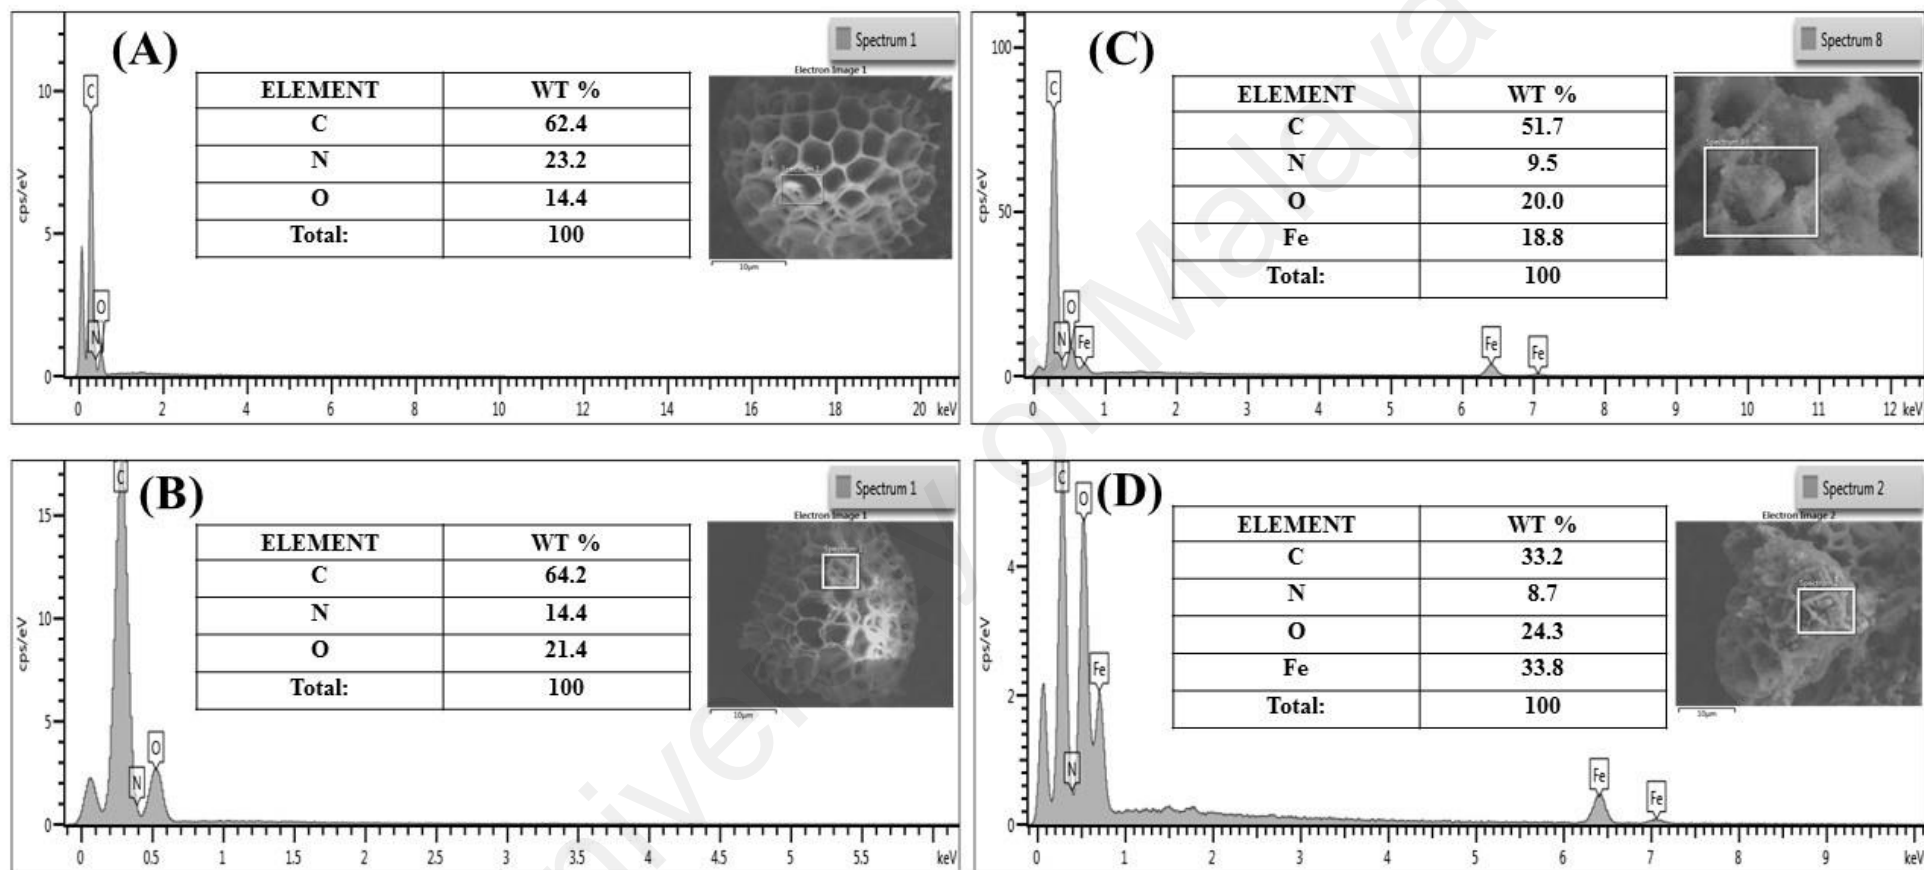 (A)
Spectrum 1
Electron Image 1
ELEMENT WT %
C 62.4
N 23.2
O 14.4
Total: 100
10μm
cps/eV
10
5
0
C
N
O
0 2 4 6 8 10 12 14 16 18 20 keV
(C)
Spectrum 8
ELEMENT WT %
C 51.7
N 9.5
O 20.0
Fe 18.8
Total: 100
cps/eV
100
50
0
C
N
O
Fe
Fe
Fe
0 1 2 3 4 5 6 7 8 9 10 11 12 keV
(B)
Spectrum 1
Electron Image 1
Spectrum
ELEMENT WT %
C 64.2
N 14.4
O 21.4
Total: 100
10μm
cps/eV
15
10
5
0
C
N
O
0 0.5 1 1.5 2 2.5 3 3.5 4 4.5 5 5.5 keV
(D)
Spectrum 2
Electron Image 2
ELEMENT WT %
C 33.2
N 8.7
O 24.3
Fe 33.8
Total: 100
10μm
cps/eV
4
2
0
C
N
O
Fe
Fe
Fe
0 1 2 3 4 5 6 7 8 9 keV
of Malaya